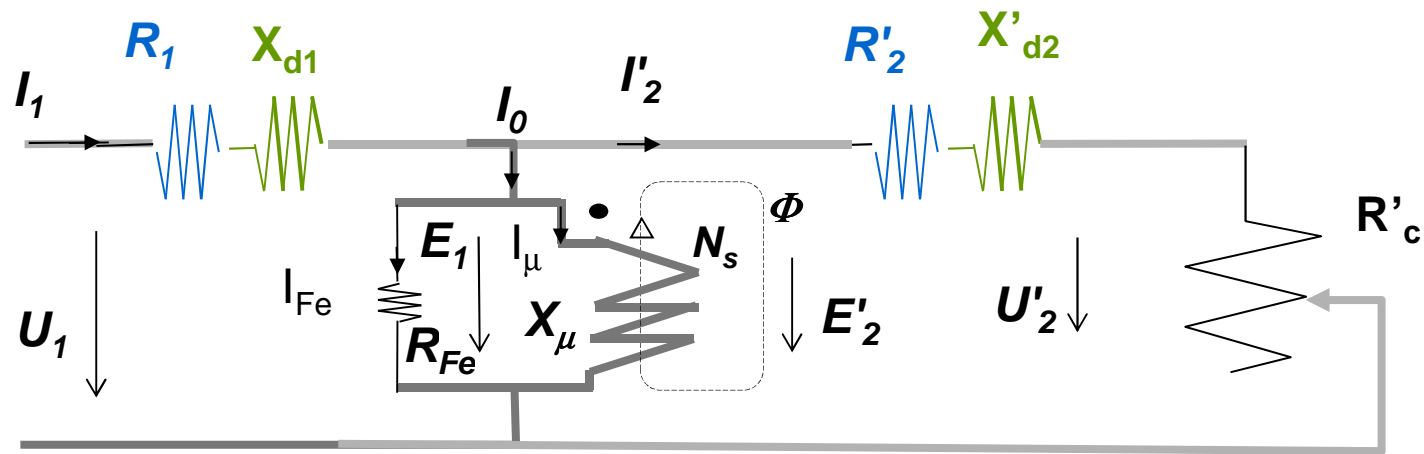 R1 Xd1 R'2 X’d2
I1 I0 I'2
Φ R’c
E1 Iμ Ns
IFe Xμ E'2 U'2
U1 RFe